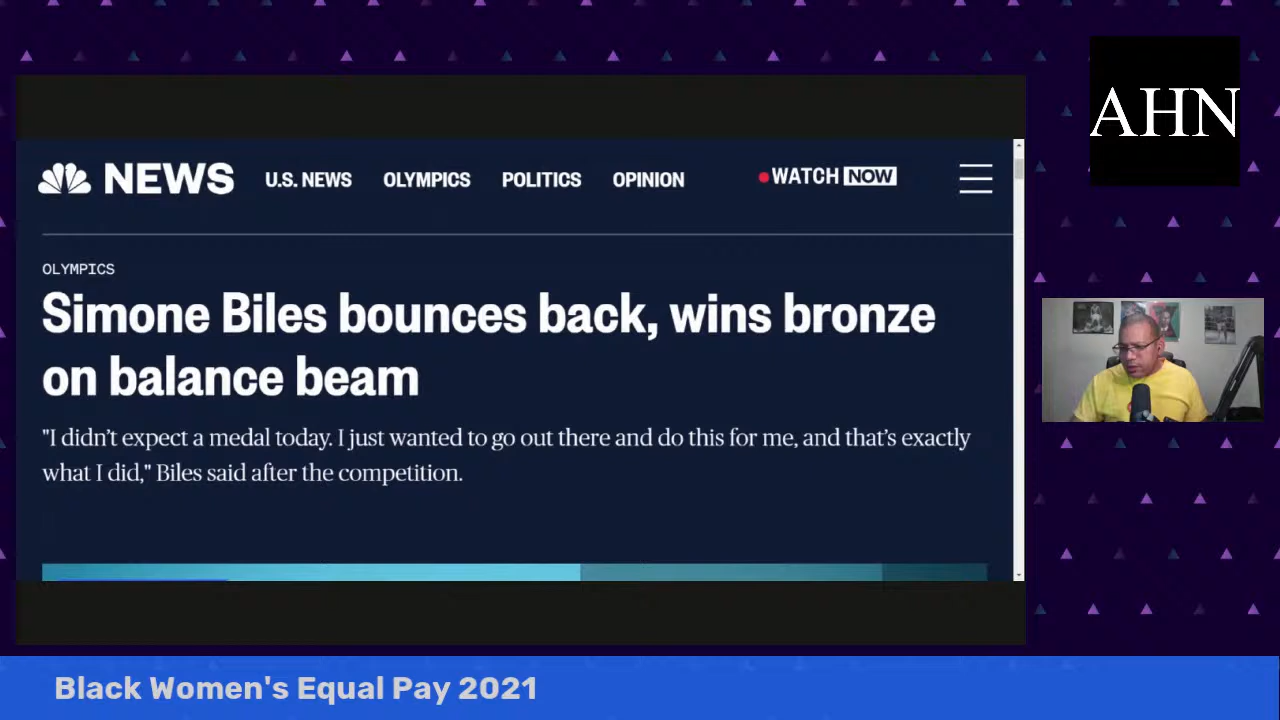 AHN
NEWS
U.S. NEWS OLYMPICS POLITICS OPINION WATCH NOW
OLYMPICS
Simone Biles bounces back, wins bronze
on balance beam
"I didn't expect a medal today. I just wanted to go out there and do this for me, and that's exactly
what I did," Biles said after the competition.
Black Women's Equal Pay 2021